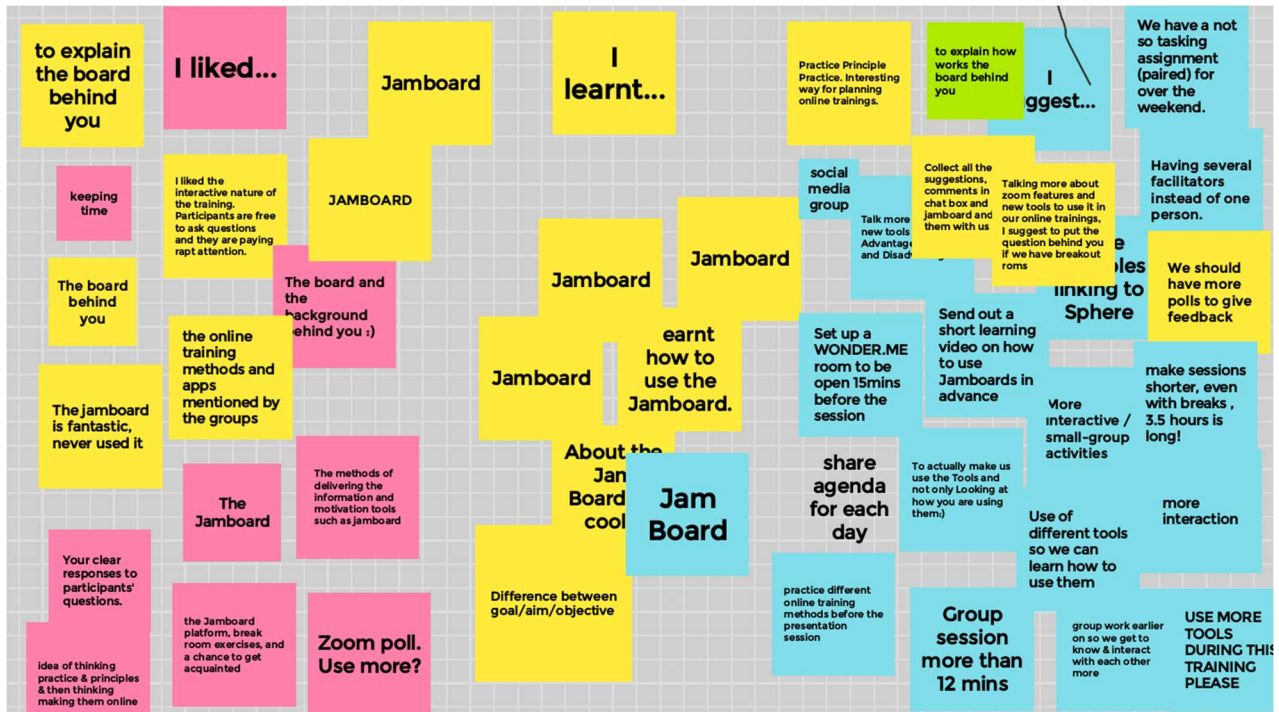 to explain
the board
behind
you
I liked...
Jamboard
keeping
time
I liked the
interactive nature of
the training.
Participants are free
to ask questions
and they are paying
rapt attention.
JAMBOARD
The board
behind
you
The board and
the
background
behind you :)
the online
training
methods and
apps
mentioned by
the groups
The jamboard
is fantastic,
never used it
The
Jamboard
The methods of
delivering the
information and
motivation tools
such as jamboard
Your clear
responses to
participants'
questions.
the Jamboard
platform, break
room exercises, and
a chance to get
acquainted
Zoom poll.
Use more?
idea of thinking
practice & principles
& then thinking
making them online
I
learnt...
Jamboard
Jamboard
Jamboard
earnt
how to
use the
Jamboard.
About the
Jam
Board
cool
Jam
Board
Difference between
goal/aim/objective
Practice Principle
Practice. Interesting
way for planning
online trainings.
to explain how
works the
board behind
you
I
ggest...
We have a not
so tasking
assignment
(paired) for
over the
weekend.
social
media
group
Talk more
new tools
Advantage
and Disadv
Collect all the
suggestions,
comments in
chat box and
jamboard and
them with us
Talking more about
zoom features and
new tools to use it in
our online trainings,
I suggest to put the
question behind you
if we have breakout
roms
Having several
facilitators
instead of one
person.
linking to
Sphere
We should
have more
polls to give
feedback
Set up a
WONDER.ME
room to be
open 15mins
before the
session
Send out a
short learning
video on how
to use
Jamboards in
advance
More
interactive /
small-group
activities
make sessions
shorter, even
with breaks ,
3.5 hours is
long!
share
agenda
for each
day
To actually make us
use the Tools and
not only Looking at
how you are using
them:)
Use of
different tools
so we can
learn how to
use them
more
interaction
practice different
online training
methods before the
presentation
session
Group
session
more than
12 mins
group work earlier
on so we get to
know & interact
with each other
more
USE MORE
TOOLS
DURING THIS
TRAINING
PLEASE